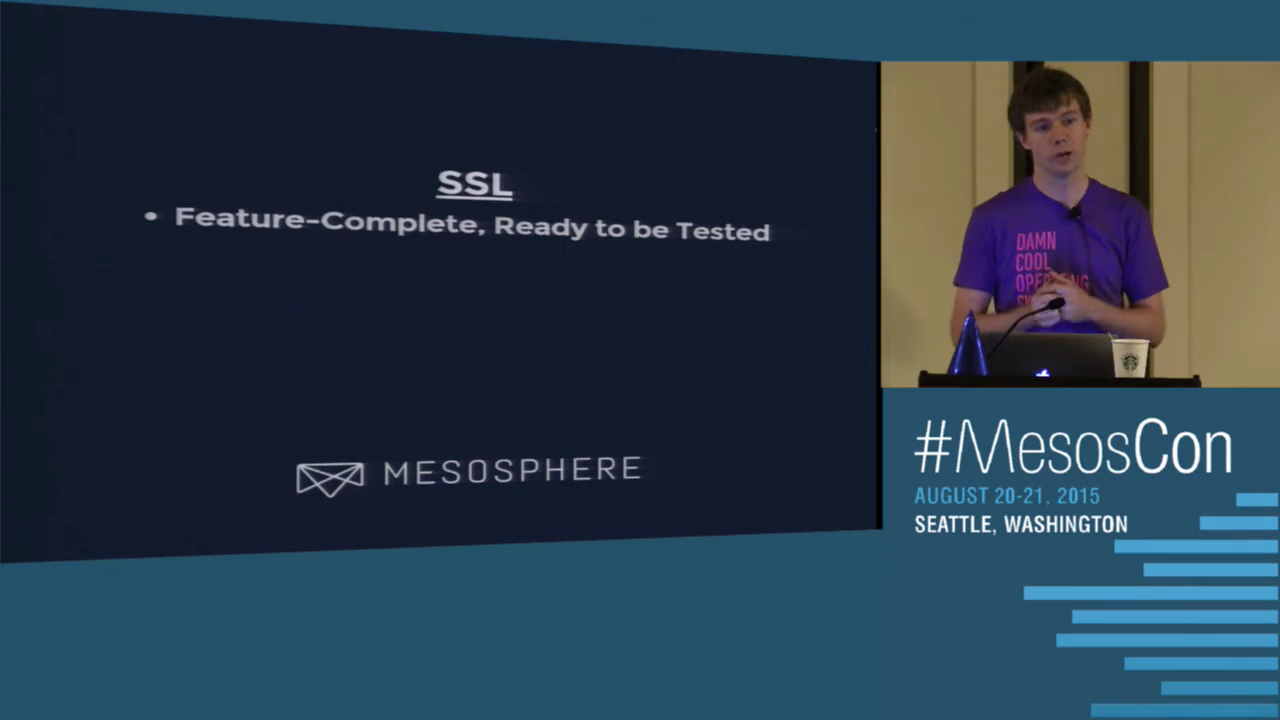 SSL
• Feature-Complete, Ready to be Tested
MESOSPHERE
DAMN
COOL
#MesosCon
AUGUST 20-21, 2015
SEATTLE, WASHINGTON